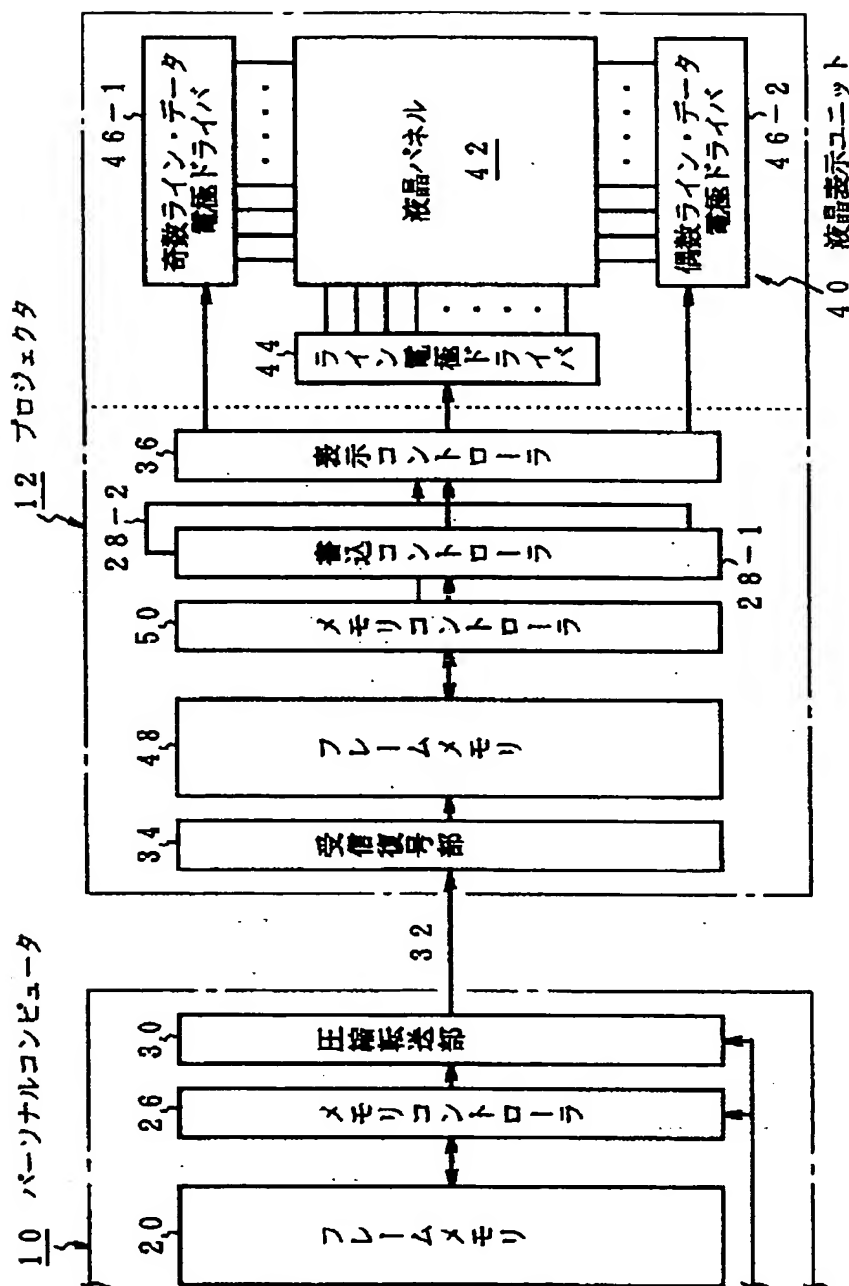 10 パーソナルコンピュータ
20
フレームメモリ
26
メモリコントローラ
30
圧縮転送部
32
12 プロジェクタ
34
受信復号部
48
フレームメモリ
50
メモリコントローラ
28-2
書込コントローラ
28-1
36
表示コントローラ
44
ライン電極ドライバ
46-1
奇数ライン・データ
電極ドライバ
液晶パネル
42
偶数ライン・データ
電極ドライバ
46-2
40 液晶表示ユニット